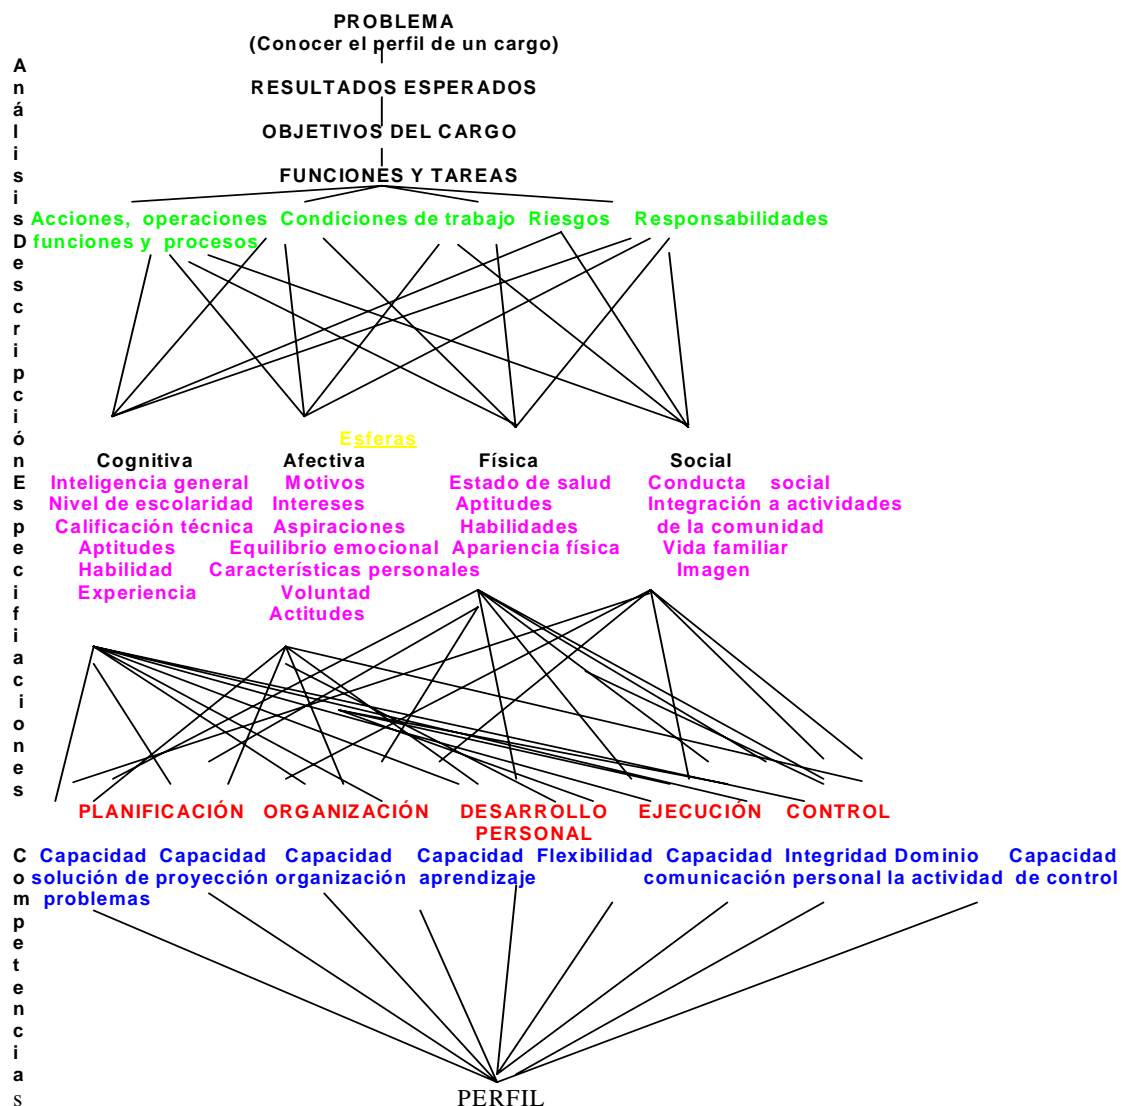 PROBLEMA
(Conocer el perfil de un cargo)
RESULTADOS ESPERADOS
OBJETIVOS DEL CARGO
FUNCIONES Y TAREAS
Acciones, operaciones Condiciones de trabajo Riesgos Responsabilidades
funciones y procesos
Esferas
Cognitiva Afectiva Física Social
Inteligencia general Motivos Estado de salud Conducta social
Nivel de escolaridad Intereses Aptitudes Integración a actividades
Calificación técnica Aspiraciones Habilidades de la comunidad
Aptitudes Equilibrio emocional Apariencia física Vida familiar
Habilidad Características personales Imagen
Experiencia Voluntad
Actitudes
PLANIFICACIÓN ORGANIZACIÓN DESARROLLO EJECUCIÓN CONTROL
PERSONAL
Capacidad Capacidad Capacidad Capacidad Flexibilidad Capacidad Integridad Dominio Capacidad
solución de proyección organización aprendizaje comunicación personal la actividad de control
problemas
PERFIL
Análisis
Descripción
Especifiaciones
Competencias